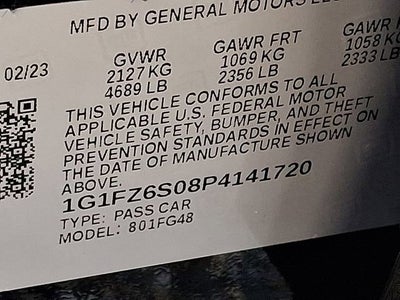 MFD BY GENERAL MOTORS LLC
02/23
GVWR GAWR FRT GAWR
2127 KG 1069 KG 1058 K
4689 LB 2356 LB 2333 LB
THIS VEHICLE CONFORMS TO ALL
APPLICABLE U.S. FEDERAL MOTOR
VEHICLE SAFETY, BUMPER, AND THEFT
PREVENTION STANDARDS IN EFFECT ON
THE DATE OF MANUFACTURE SHOWN
ABOVE.
1G1FZ6S08P4141720
TYPE: PASS CAR
MODEL: 801FG48